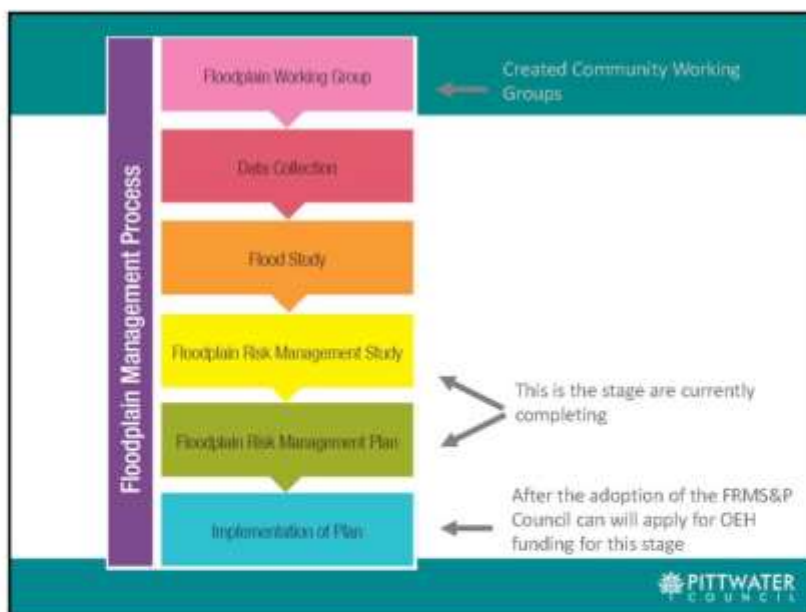 Floodplain Management Process
Floodplain Working Group
Created Community Working
Groups
Data Collection
Flood Study
Floodplain Risk Management Study
This is the stage are currently
completing
Floodplain Risk Management Plan
After the adoption of the FRMS&P
Council can will apply for OEH
funding for this stage
Implementation of Plan
PITTWATER
COUNCIL